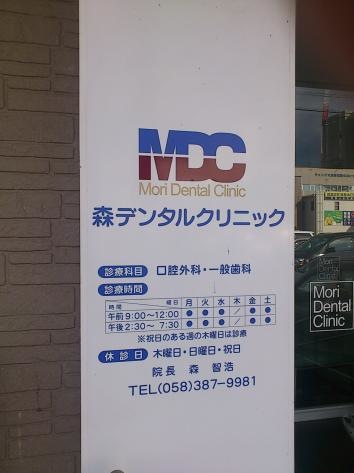 MDC
Mori Dental Clinic
森デンタルクリニック
診療科目 口腔外科・一般歯科
診療時間
時間 曜日 月 火 水 木 金 土
午前 9:00~12:00 ● ● ● / ● ●
午後 2:30~ 7:30 ● ● ● / ● ●
※祝日のある週の木曜日は診療
休診日 木曜日・日曜日・祝日
院長 森 智浩
TEL(058)387-9981
Mori
Dental
Clinic
Mori
Dental
Clinic